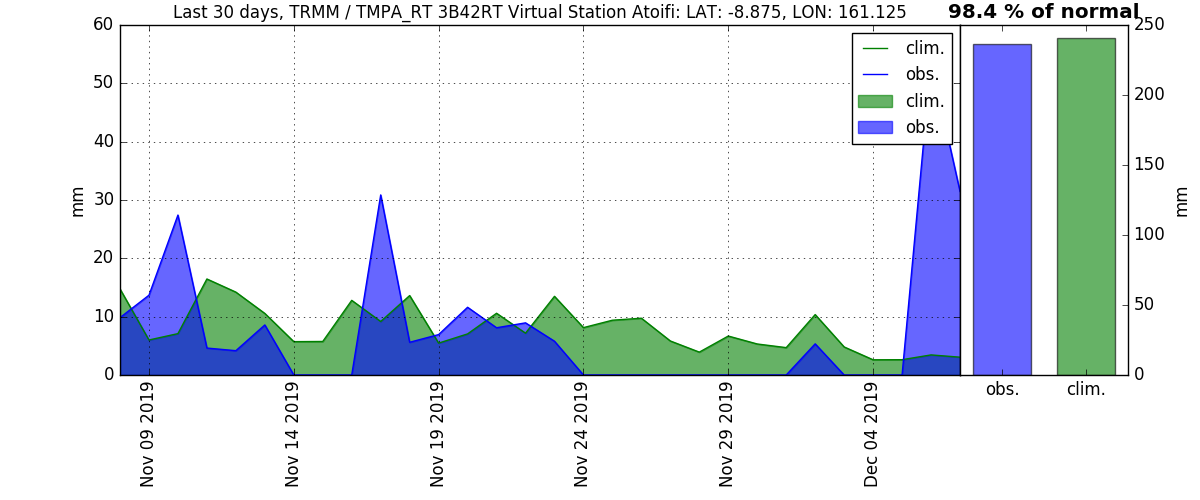 Last 30 days, TRMM / TMPA_RT 3B42RT Virtual Station Atoifi: LAT: -8.875, LON: 161.125
98.4 % of normal
60
50
40
30
20
10
0
mm
clim.
obs.
clim.
obs.
250
200
150
100
50
0
mm
Nov 09 2019
Nov 14 2019
Nov 19 2019
Nov 24 2019
Nov 29 2019
Dec 04 2019
obs.
clim.